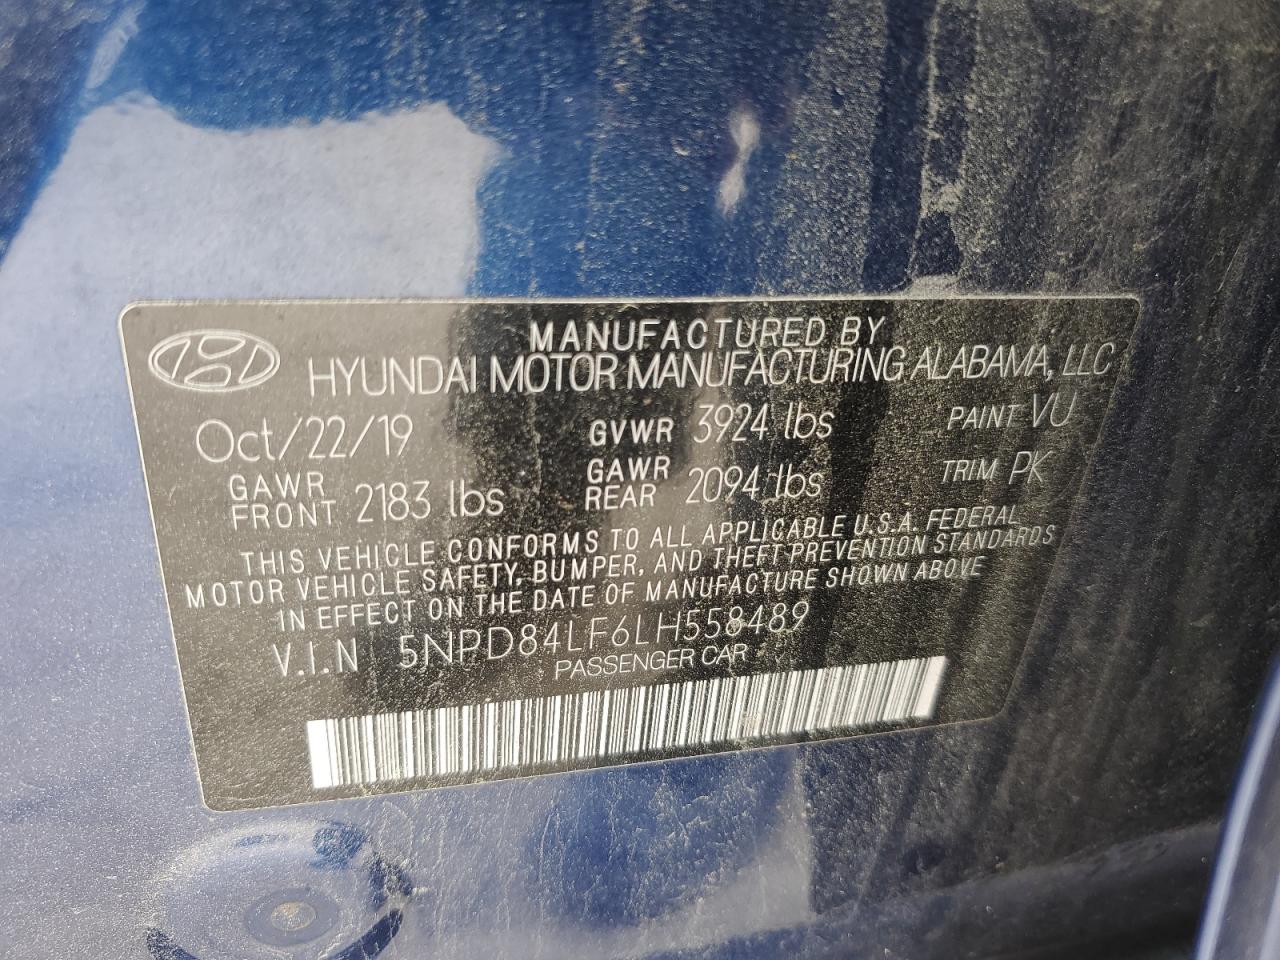 MANUFACTURED BY
HYUNDAI MOTOR MANUFACTURING ALABAMA, LLC
Oct/22/19 GVWR 3924 lbs PAINT VU
GAWR FRONT 2183 lbs GAWR REAR 2094 lbs TRIM PK
THIS VEHICLE CONFORMS TO ALL APPLICABLE U.S.A. FEDERAL
MOTOR VEHICLE SAFETY, BUMPER, AND THEFT PREVENTION STANDARDS
IN EFFECT ON THE DATE OF MANUFACTURE SHOWN ABOVE
V.I.N 5NPD84LF6LH558489
PASSENGER CAR